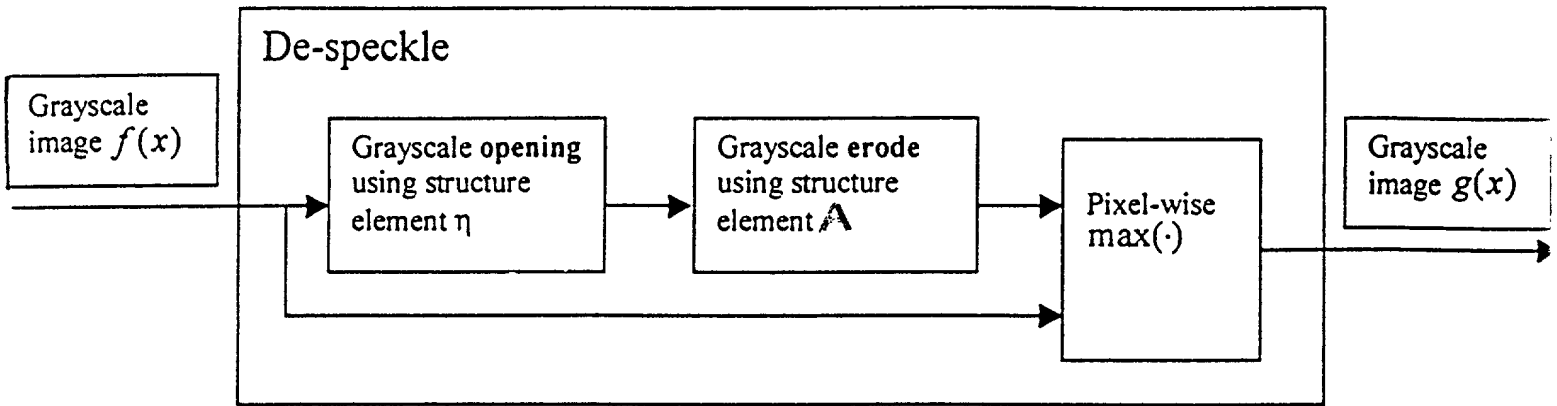 De-speckle
Grayscale
image f(x)
Grayscale opening
using structure
element η
Grayscale erode
using structure
element A
Pixel-wise
max(·)
Grayscale
image g(x)